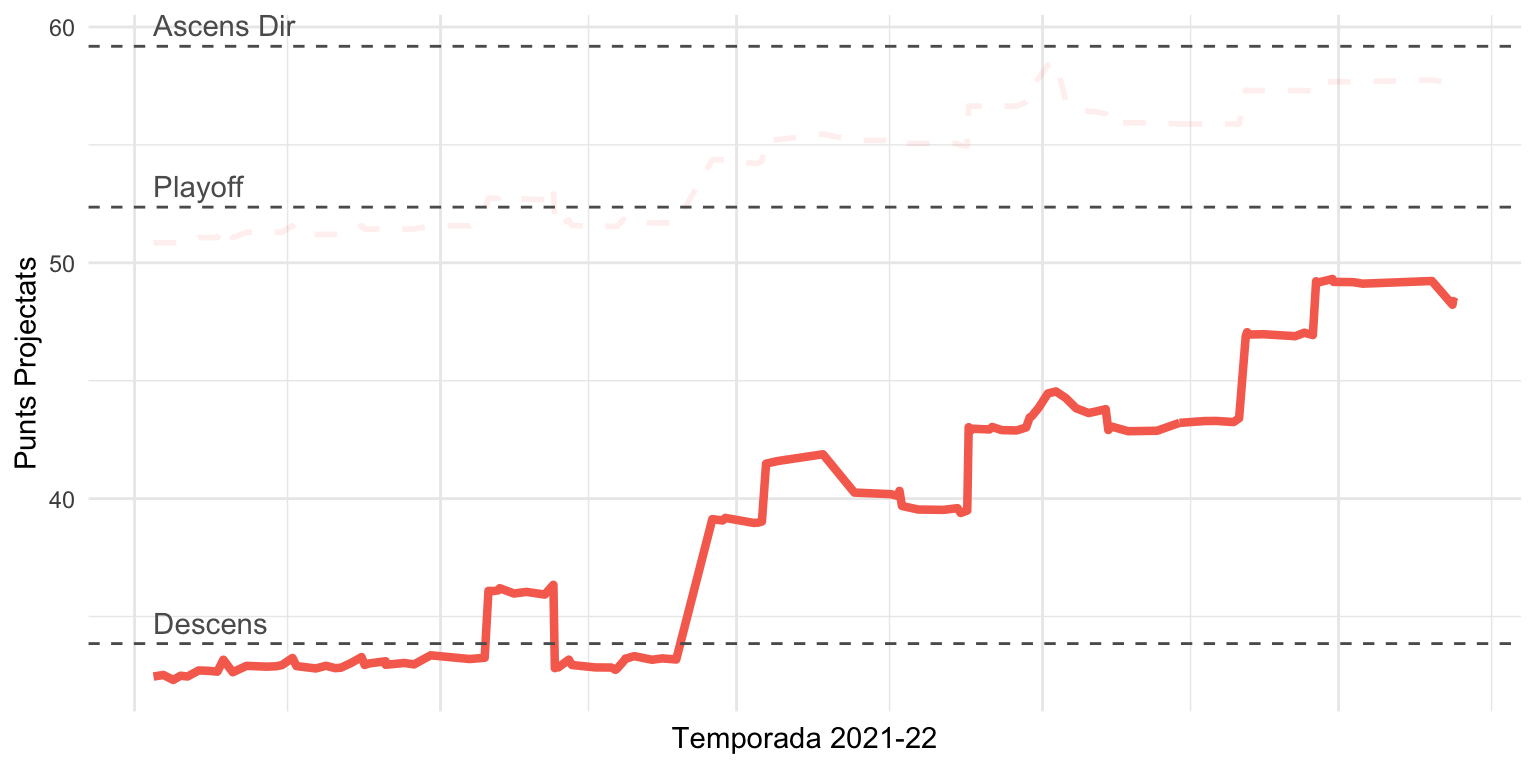 60
Ascens Dir
Playoff
50
Punts Projectats
40
Descens
Temporada 2021-22